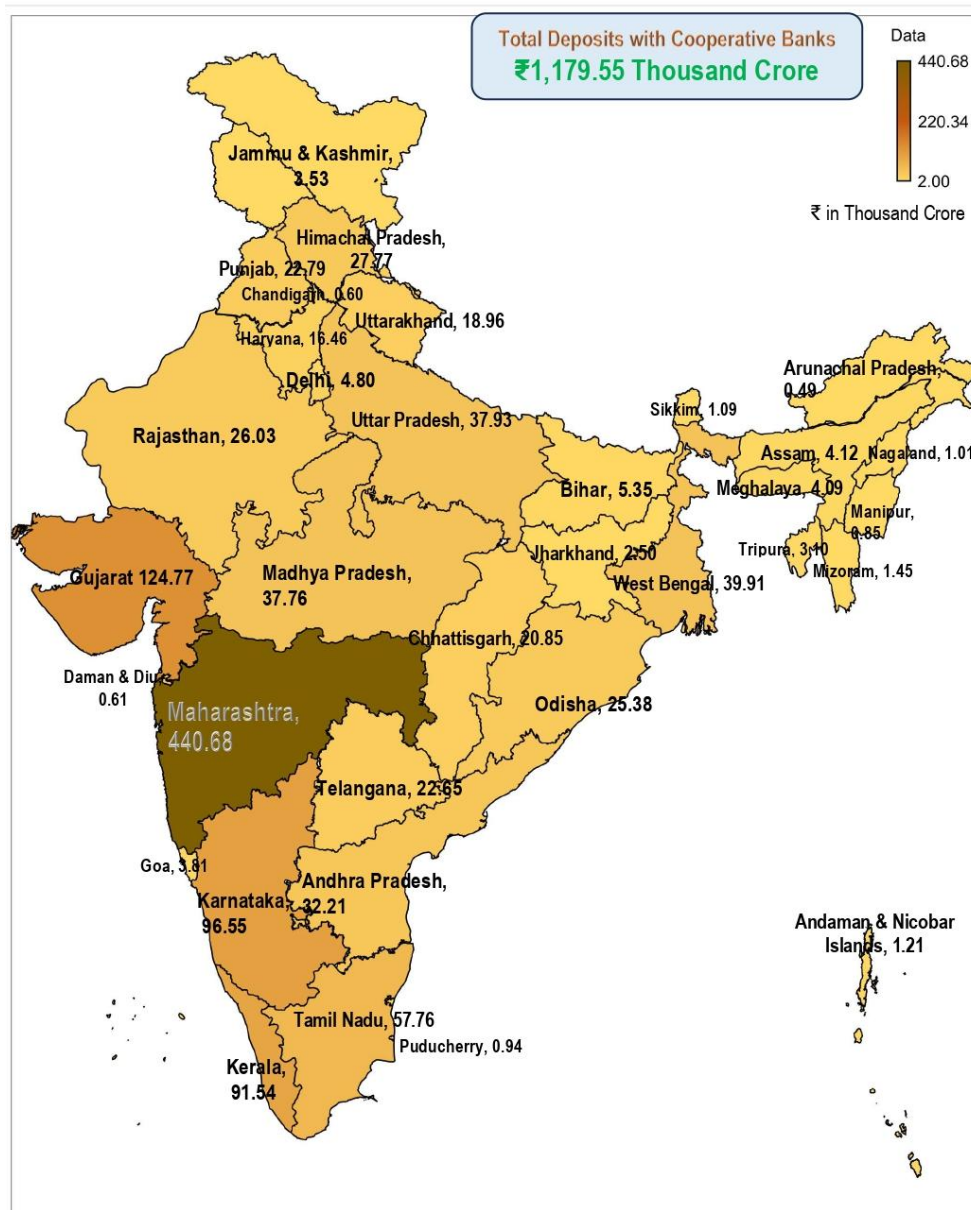 Total Deposits with Cooperative Banks
₹1,179.55 Thousand Crore
Data
440.68
220.34
2.00
₹ in Thousand Crore
Jammu & Kashmir,
3.53
Himachal Pradesh,
27.77
Punjab, 22.79
Chandigarh, 0.60
Uttarakhand, 18.96
Haryana, 16.46
Delhi, 4.80
Arunachal Pradesh,
0.49
Sikkim, 1.09
Uttar Pradesh, 37.93
Rajasthan, 26.03
Assam, 4.12
Nagaland, 1.01
Bihar, 5.35
Meghalaya, 4.09
Manipur,
0.85
Jharkhand, 2.50
Tripura, 3.10
Mizoram, 1.45
Gujarat 124.77
Madhya Pradesh,
37.76
West Bengal, 39.91
Chhattisgarh, 20.85
Daman & Diu,
0.61
Maharashtra,
440.68
Odisha, 25.38
Telangana, 22.65
Goa, 3.81
Karnataka,
96.55
Andhra Pradesh,
32.21
Andaman & Nicobar
Islands, 1.21
Tamil Nadu, 57.76
Puducherry, 0.94
Kerala,
91.54